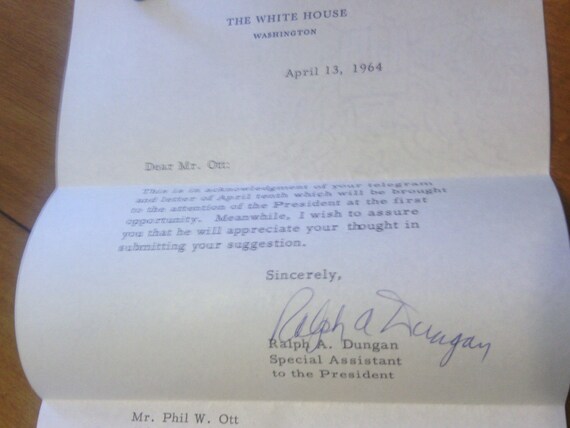 THE WHITE HOUSE
WASHINGTON
April 13, 1964
Dear Mr. Ott:
This is in acknowledgment of your telegram
and letter of April tenth which will be brought
to the attention of the President at the first
opportunity. Meanwhile, I wish to assure
you that he will appreciate your thought in
submitting your suggestion.
Sincerely,
Ralph A Dungan
Ralph A. Dungan
Special Assistant
to the President
Mr. Phil W. Ott